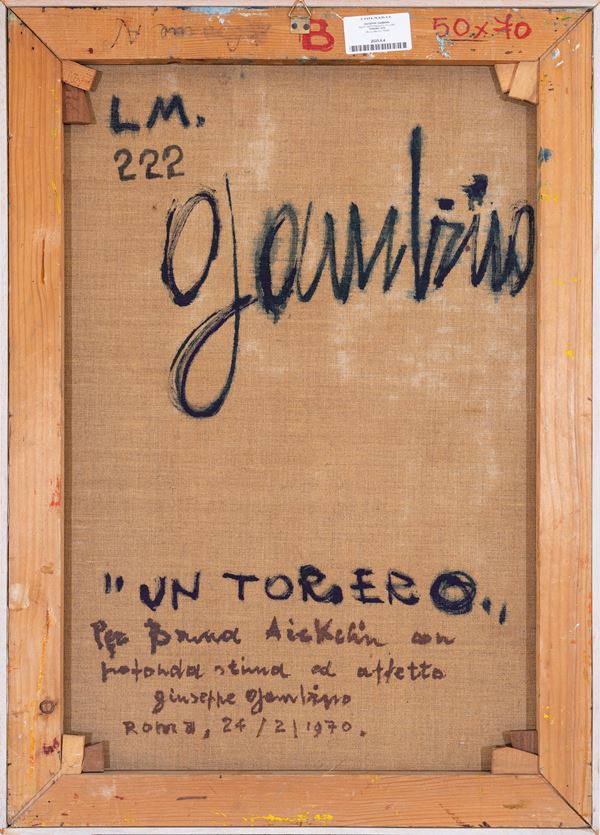 B
50x70
LM.
222
gambino
"UN TORERO"
Per Aickelin con
profonda stima ed affetto
giuseppe gambino
ROMA, 24/2/1970.